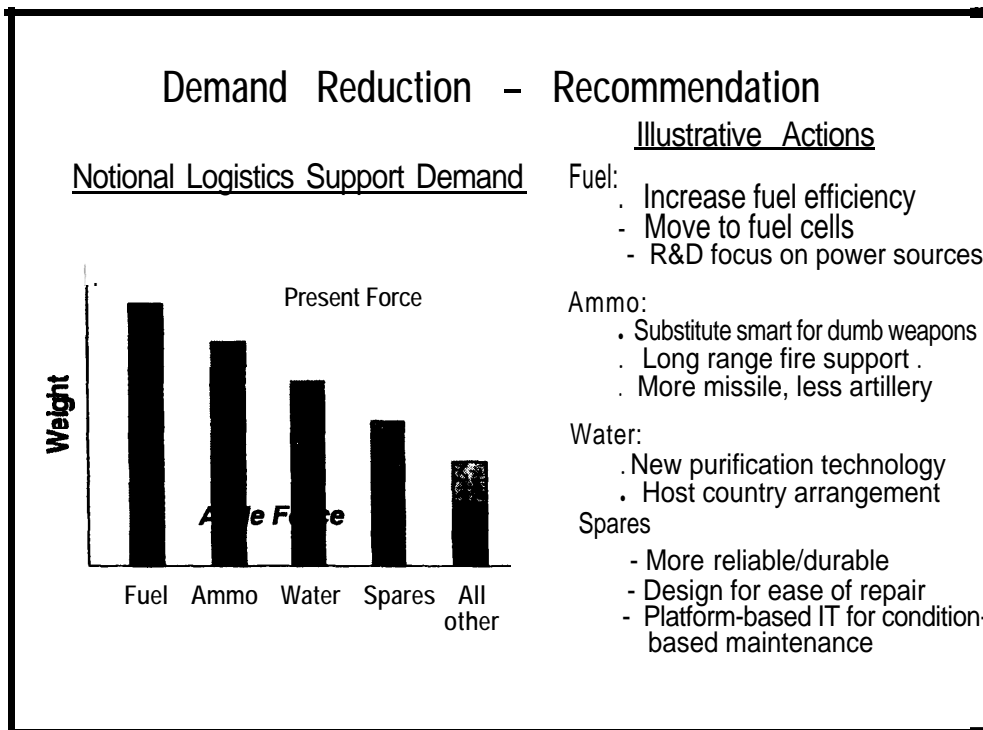 Demand Reduction – Recommendation
Notional Logistics Support Demand
Present Force
Weight
Fuel Ammo Water Spares All
other
Illustrative Actions
Fuel:
. Increase fuel efficiency
- Move to fuel cells
- R&D focus on power sources
Ammo:
. Substitute smart for dumb weapons
. Long range fire support .
. More missile, less artillery
Water:
. New purification technology
. Host country arrangement
Spares
- More reliable/durable
- Design for ease of repair
- Platform-based IT for condition-
based maintenance